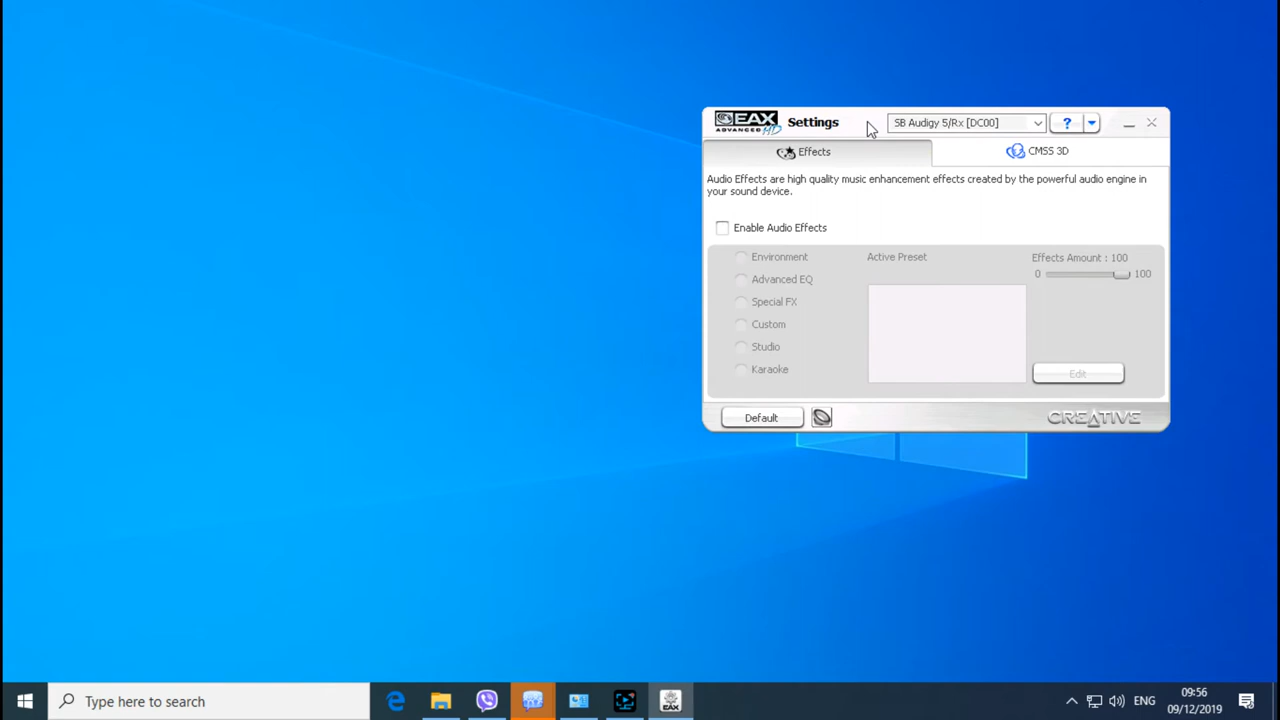 EAX
ADVANCED HD
Settings
SB Audigy 5/Rx [DC00]
?
Effects
CMSS 3D
Audio Effects are high quality music enhancement effects created by the powerful audio engine in
your sound device.
Enable Audio Effects
Environment
Active Preset
Effects Amount : 100
0
100
Advanced EQ
Special FX
Custom
Studio
Karaoke
Edit
Default
CREATIVE
Type here to search
EAX
ENG
09:56
09/12/2019